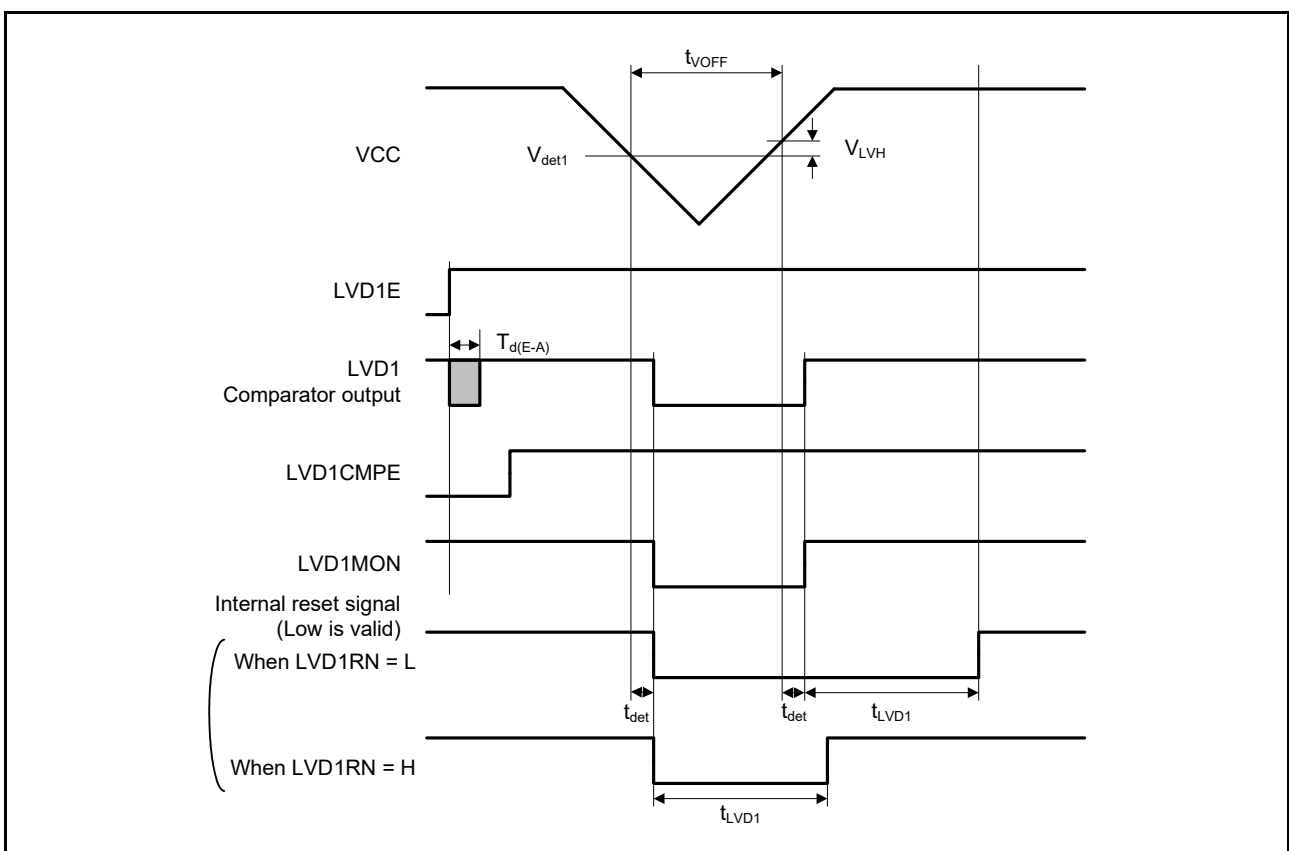 tVOFF
VCC
Vdet1
VLVH
LVD1E
Td(E-A)
LVD1
Comparator output
LVD1CMPE
LVD1MON
Internal reset signal
(Low is valid)
When LVD1RN = L
tdet
tdet
tLVD1
When LVD1RN = H
tLVD1